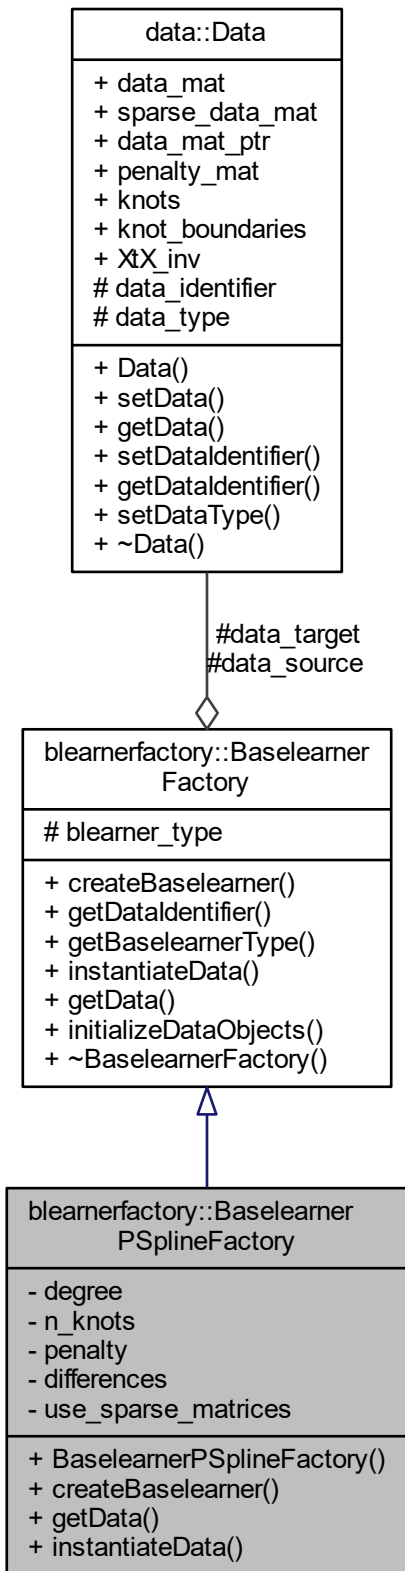 data::Data
+ data_mat
+ sparse_data_mat
+ data_mat_ptr
+ penalty_mat
+ knots
+ knot_boundaries
+ XtX_inv
# data_identifier
# data_type
+ Data()
+ setData()
+ getData()
+ setDataIdentifier()
+ getDataIdentifier()
+ setDataType()
+ ~Data()
#data_target
#data_source
blearnerfactory::Baselearner
Factory
# blearner_type
+ createBaselearner()
+ getDataIdentifier()
+ getBaselearnerType()
+ instantiateData()
+ getData()
+ initializeDataObjects()
+ ~BaselearnerFactory()
blearnerfactory::Baselearner
PSplineFactory
- degree
- n_knots
- penalty
- differences
- use_sparse_matrices
+ BaselearnerPSplineFactory()
+ createBaselearner()
+ getData()
+ instantiateData()